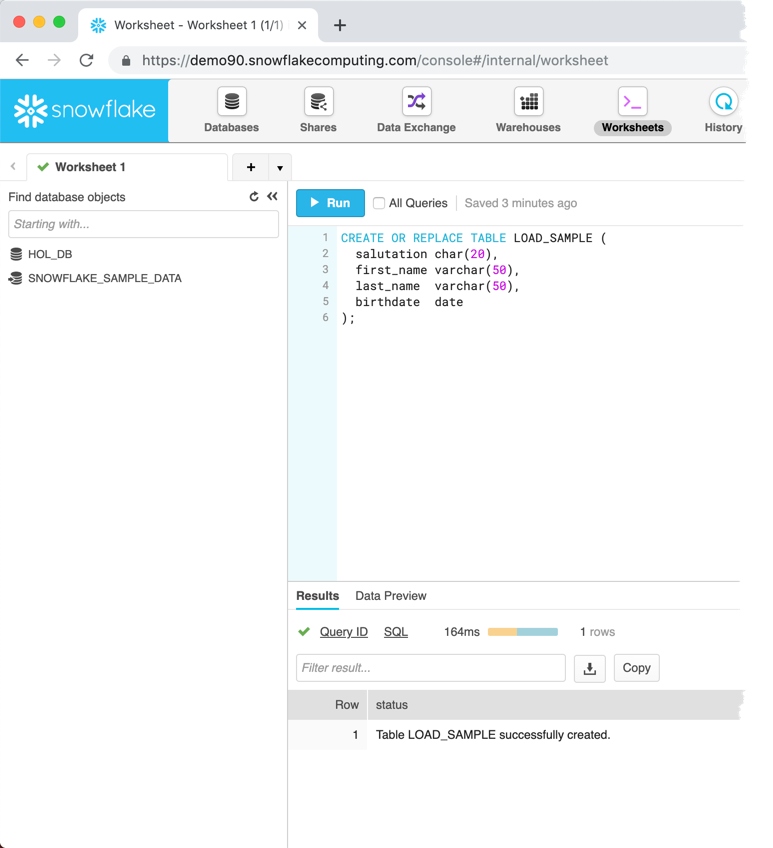 Worksheet - Worksheet 1 (1/1)
https://demo90.snowflakecomputing.com/console#/internal/worksheet
snowflake
Databases
Shares
Data Exchange
Warehouses
Worksheets
History
Worksheet 1
Find database objects
Starting with...
HOL_DB
SNOWFLAKE_SAMPLE_DATA
Run All Queries Saved 3 minutes ago
1 CREATE OR REPLACE TABLE LOAD_SAMPLE (
2 salutation char(20),
3 first_name varchar(50),
4 last_name varchar(50),
5 birthdate date
6 );
Results Data Preview
Query ID SQL 164ms 1 rows
Filter result... Copy
Row status
1 Table LOAD_SAMPLE successfully created.